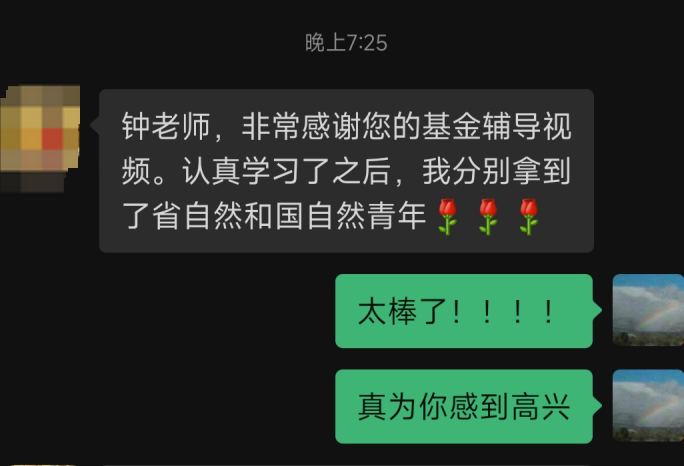 晚上7:25
钟老师，非常感谢您的基金辅导视
频。认真学习了之后，我分别拿到
了省自然和国自然青年🌹🌹🌹
太棒了！！！！
真为你感到高兴